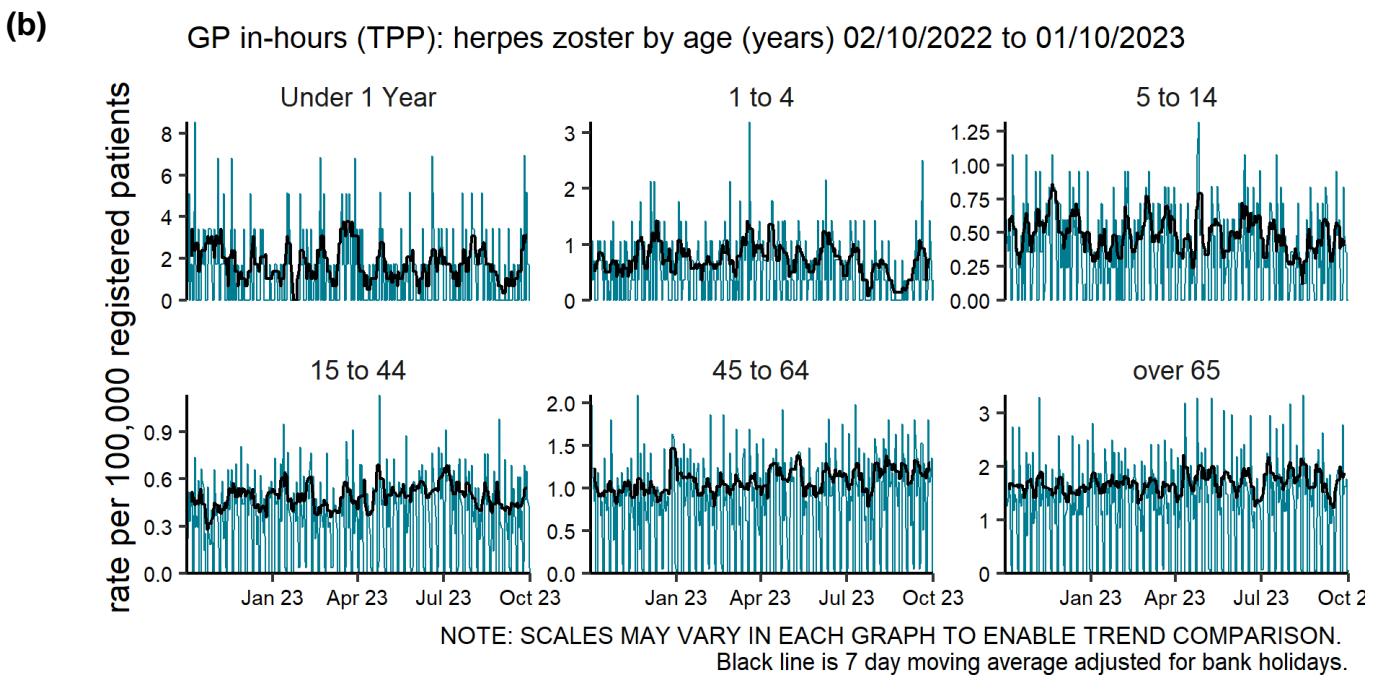 (b)
GP in-hours (TPP): herpes zoster by age (years) 02/10/2022 to 01/10/2023
rate per 100,000 registered patients
Under 1 Year
8
6
4
2
0
1 to 4
3
2
1
0
5 to 14
1.25
1.00
0.75
0.50
0.25
0.00
15 to 44
0.9
0.6
0.3
0.0
Jan 23 Apr 23 Jul 23 Oct 23
45 to 64
2.0
1.5
1.0
0.5
0.0
Jan 23 Apr 23 Jul 23 Oct 23
over 65
3
2
1
0
Jan 23 Apr 23 Jul 23 Oct 2
NOTE: SCALES MAY VARY IN EACH GRAPH TO ENABLE TREND COMPARISON.
Black line is 7 day moving average adjusted for bank holidays.